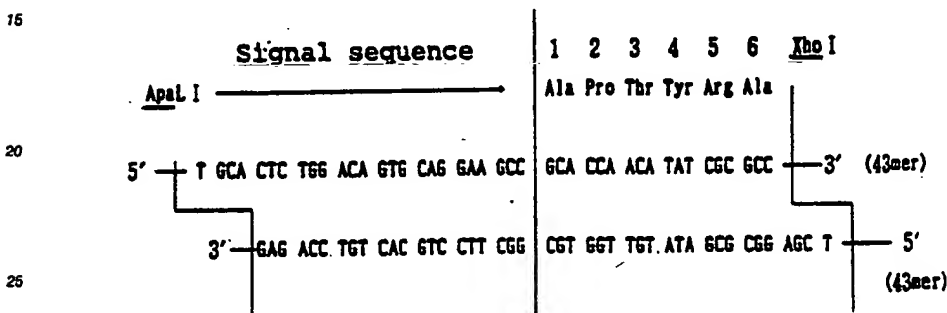 15
Signal sequence 1 2 3 4 5 6 Xho I
ApaL I Ala Pro Thr Tyr Arg Ala
20
5' T GCA CTC TGG ACA GTG CAG GAA GCC GCA CCA ACA TAT CGC GCC 3' (43mer)
3' GAG ACC TGT CAC GTC CTT CGG CGT GGT TGT ATA GCG CGG AGC T 5'
25 (43mer)